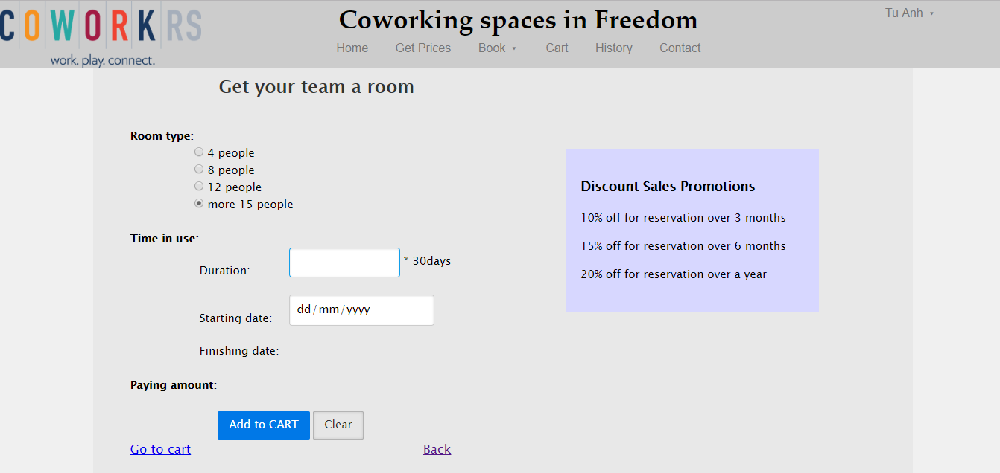 COWORKRS
work. play. connect.
Coworking spaces in Freedom
Tu Anh
Home Get Prices Book Cart History Contact
Get your team a room
Room type:
4 people
8 people
12 people
more 15 people
Time in use:
Duration: * 30days
Starting date: dd/mm/yyyy
Finishing date:
Paying amount:
Add to CART Clear
Go to cart Back
Discount Sales Promotions
10% off for reservation over 3 months
15% off for reservation over 6 months
20% off for reservation over a year